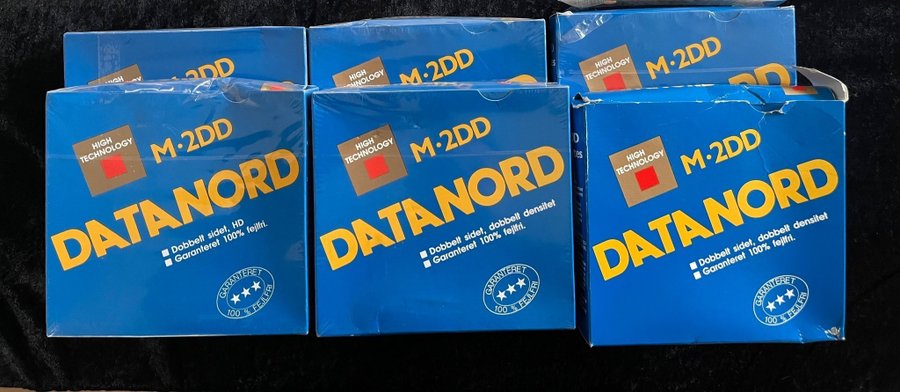 HIGH
TECHNOLOGY
M·2DD
HIGH
M·2DD
HIGH
TECHNOLOGY
M·2DD
HIGH
TECHNOLOGY
M·2DD
DATANORD
Dobbelt sidet, HD
Garanteret 100% fejlfri.
GARANTERET
100 % FEJLFRI
HIGH
TECHNOLOGY
M·2DD
DATANORD
Dobbelt sidet, dobbelt densitet
Garanteret 100% fejlfri.
GARANTERET
100 % FEJLFRI
HIGH
TECHNOLOGY
M·2DD
DATANORD
Dobbelt sidet, dobbelt densitet
Garanteret 100% fejlfri.
GARANTERET
100 % FEJLFRI